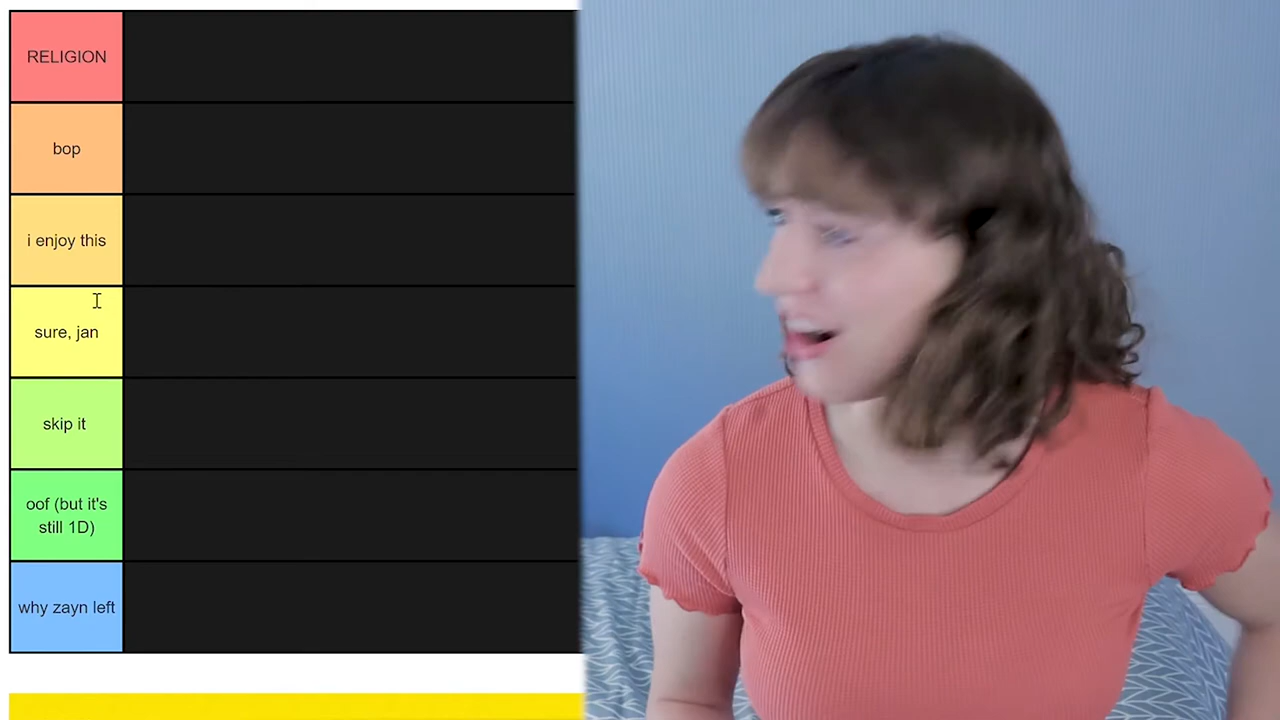 RELIGION
bop
i enjoy this
sure, jan
skip it
oof (but it's
still 1D)
why zayn left